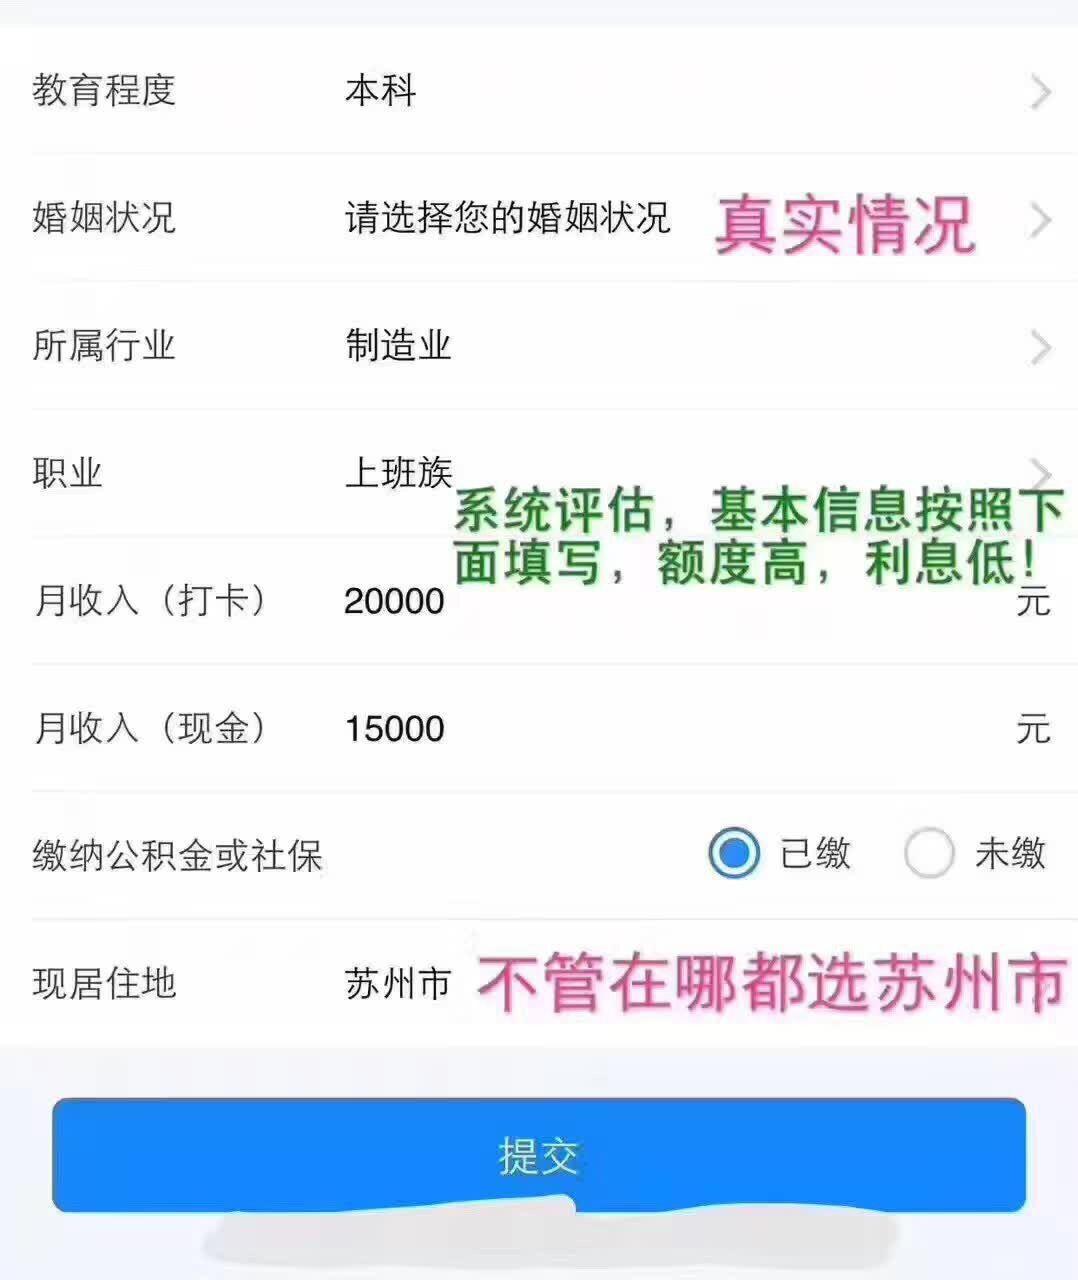 教育程度 本科
婚姻状况 请选择您的婚姻状况 真实情况
所属行业 制造业
职业 上班族
系统评估，基本信息按照下
面填写，额度高，利息低！
月收入（打卡） 20000 元
月收入（现金） 15000 元
缴纳公积金或社保 已缴 未缴
现居住地 苏州市 不管在哪都选苏州市
提交